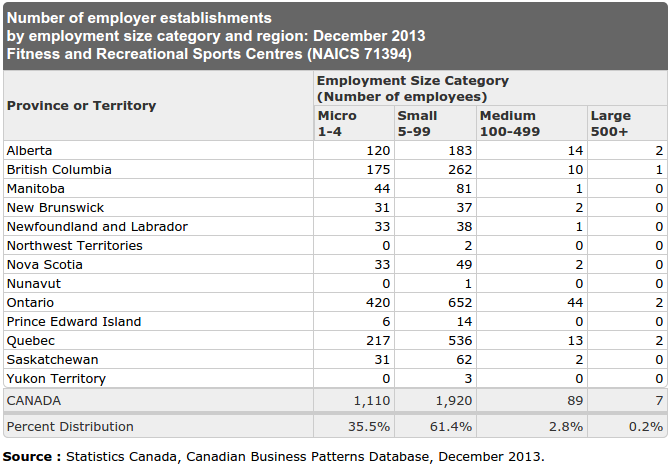 Number of employer establishments
by employment size category and region: December 2013
Fitness and Recreational Sports Centres (NAICS 71394)
Province or Territory
Employment Size Category
(Number of employees)
Micro Small Medium Large
1-4 5-99 100-499 500+
Alberta 120 183 14 2
British Columbia 175 262 10 1
Manitoba 44 81 1 0
New Brunswick 31 37 2 0
Newfoundland and Labrador 33 38 1 0
Northwest Territories 0 2 0 0
Nova Scotia 33 49 2 0
Nunavut 0 1 0 0
Ontario 420 652 44 2
Prince Edward Island 6 14 0 0
Quebec 217 536 13 2
Saskatchewan 31 62 2 0
Yukon Territory 0 3 0 0
CANADA 1,110 1,920 89 7
Percent Distribution 35.5% 61.4% 2.8% 0.2%
Source : Statistics Canada, Canadian Business Patterns Database, December 2013.